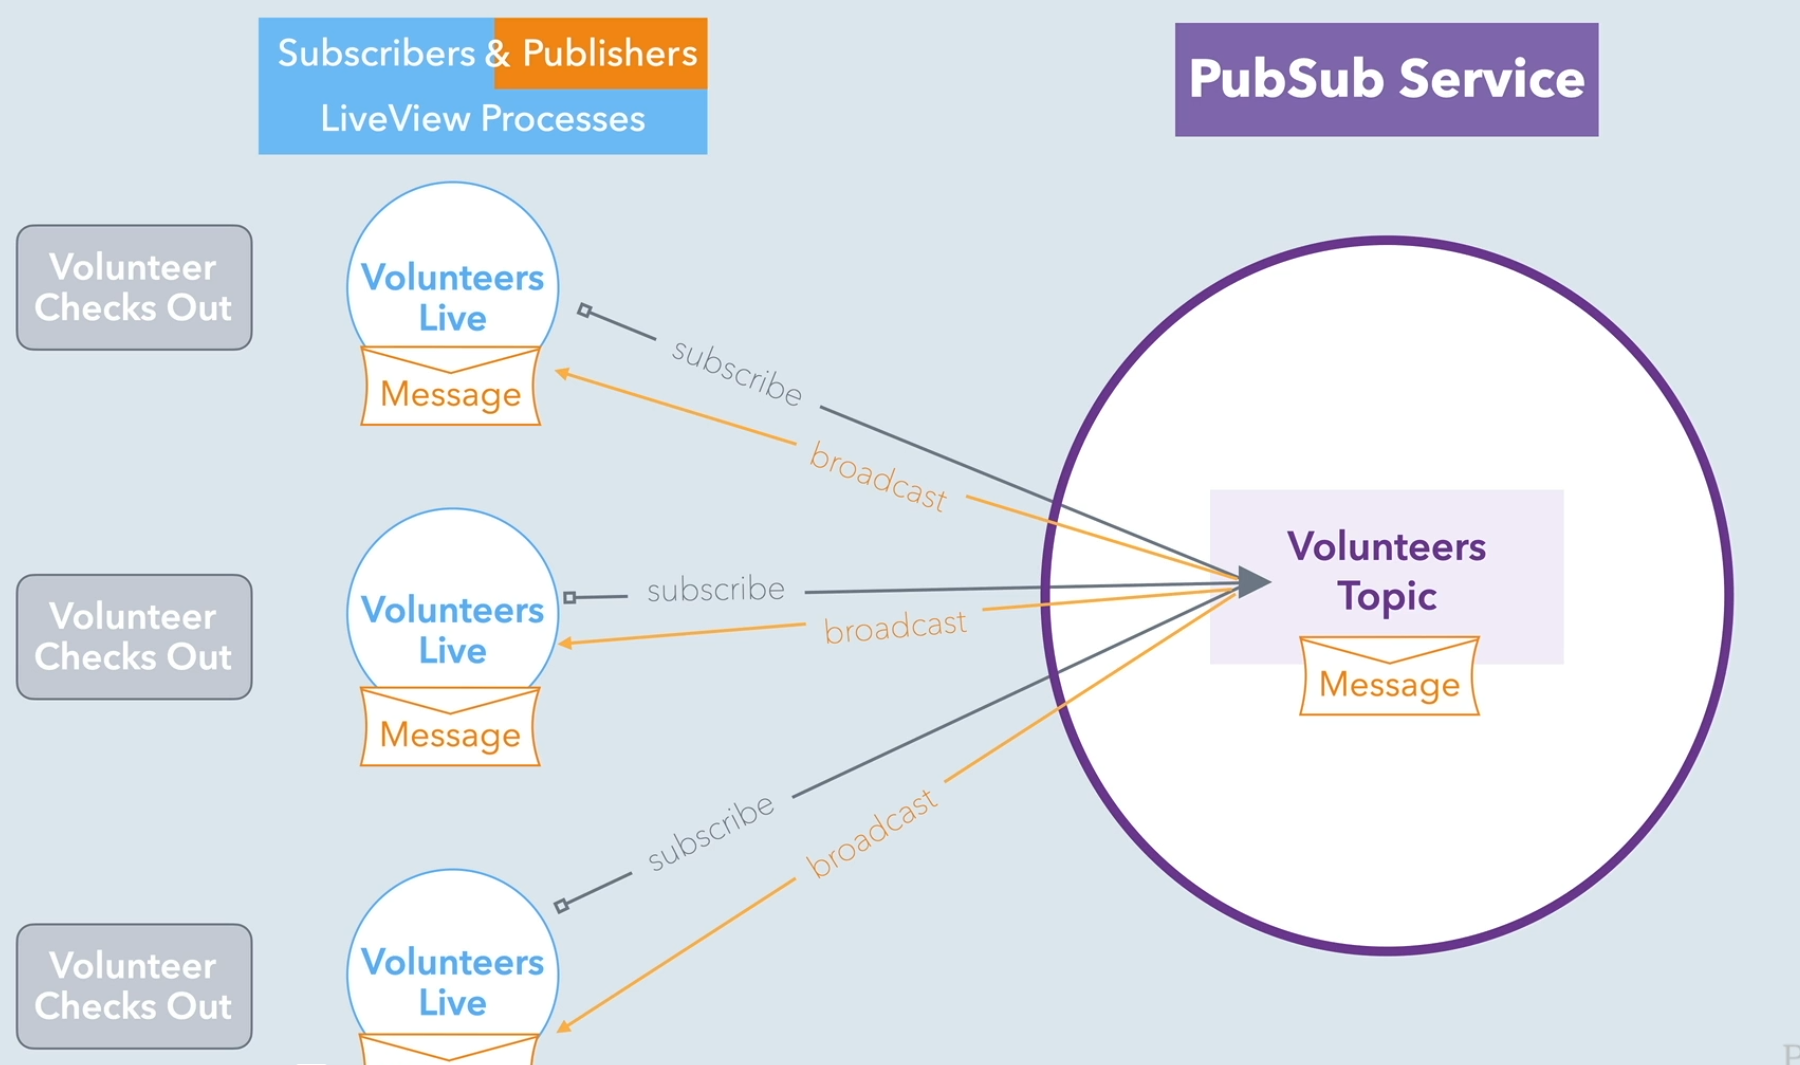 Subscribers & Publishers
LiveView Processes
PubSub Service
Volunteer
Checks Out
Volunteers
Live
Message
subscribe
broadcast
Volunteer
Checks Out
Volunteers
Live
Message
subscribe
broadcast
Volunteers
Topic
Message
subscribe
broadcast
Volunteer
Checks Out
Volunteers
Live